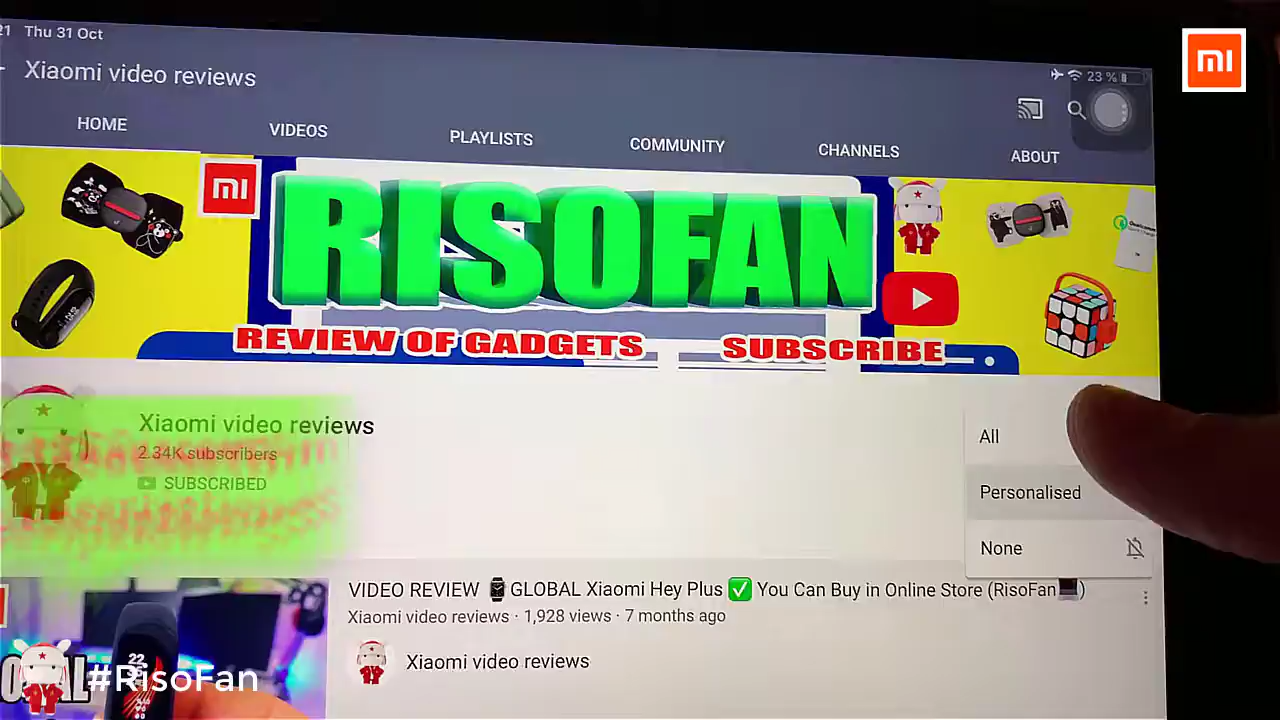 21 Thu 31 Oct
Xiaomi video reviews
23 %
HOME
VIDEOS
PLAYLISTS
COMMUNITY
CHANNELS
ABOUT
mi
mi
RISOFAN
REVIEW OF GADGETS
SUBSCRIBE
Xiaomi video reviews
2.34K subscribers
SUBSCRIBED
All
Personalised
None
VIDEO REVIEW ⌚GLOBAL Xiaomi Hey Plus ✅ You Can Buy in Online Store (RisoFan💻)
Xiaomi video reviews · 1,928 views · 7 months ago
Xiaomi video reviews
#RisoFan